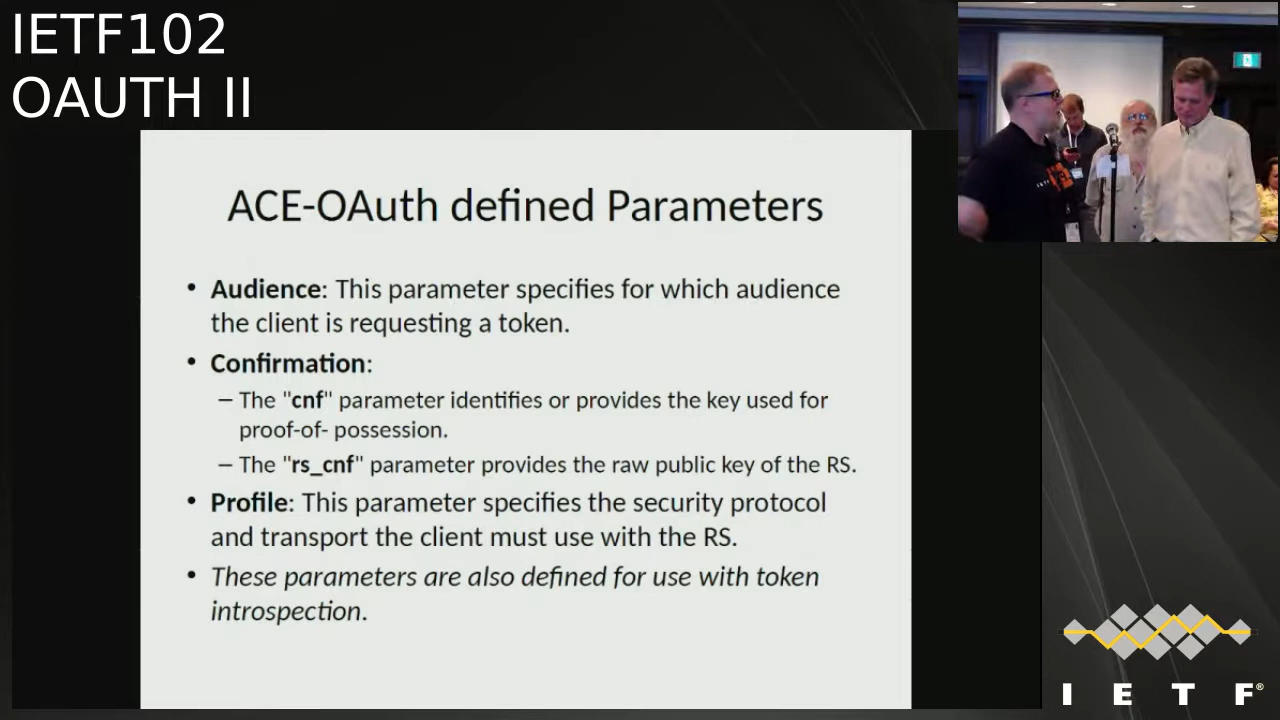 IETF102
OAUTH II
ACE-OAuth defined Parameters
• Audience: This parameter specifies for which audience
the client is requesting a token.
• Confirmation:
– The "cnf" parameter identifies or provides the key used for
proof-of- possession.
– The "rs_cnf" parameter provides the raw public key of the RS.
• Profile: This parameter specifies the security protocol
and transport the client must use with the RS.
• These parameters are also defined for use with token
introspection.
I E T F®